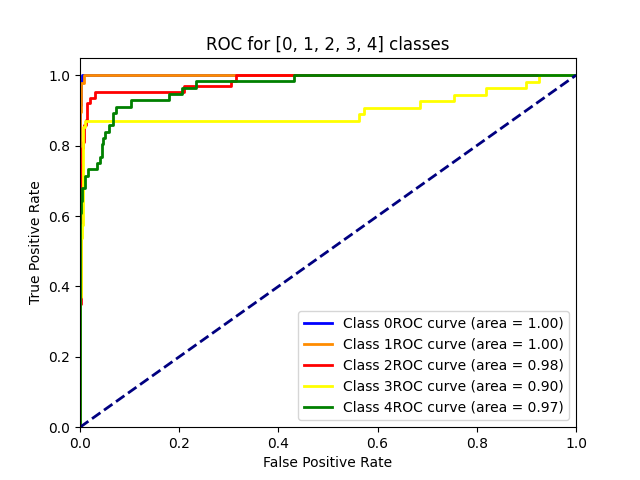 ROC for [0, 1, 2, 3, 4] classes
1.0
0.8
0.6
0.4
0.2
0.0
True Positive Rate
Class 0ROC curve (area = 1.00)
Class 1ROC curve (area = 1.00)
Class 2ROC curve (area = 0.98)
Class 3ROC curve (area = 0.90)
Class 4ROC curve (area = 0.97)
0.0 0.2 0.4 0.6 0.8 1.0
False Positive Rate